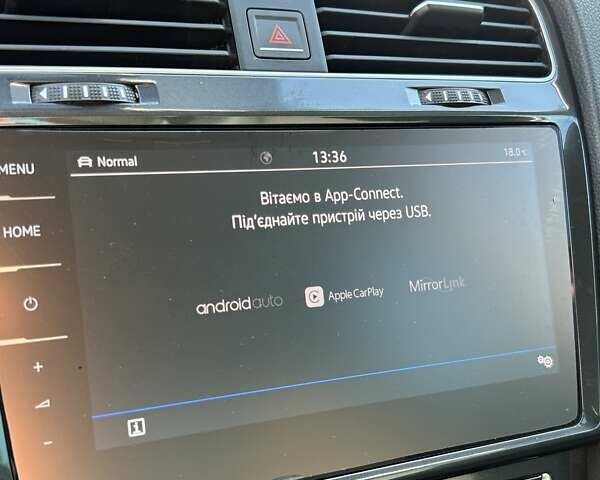 MENU
HOME
Normal
13:36
18.0°C
Вітаємо в App-Connect.
Під'єднайте пристрій через USB.
androidauto
Apple CarPlay
MirrorLink
+
-